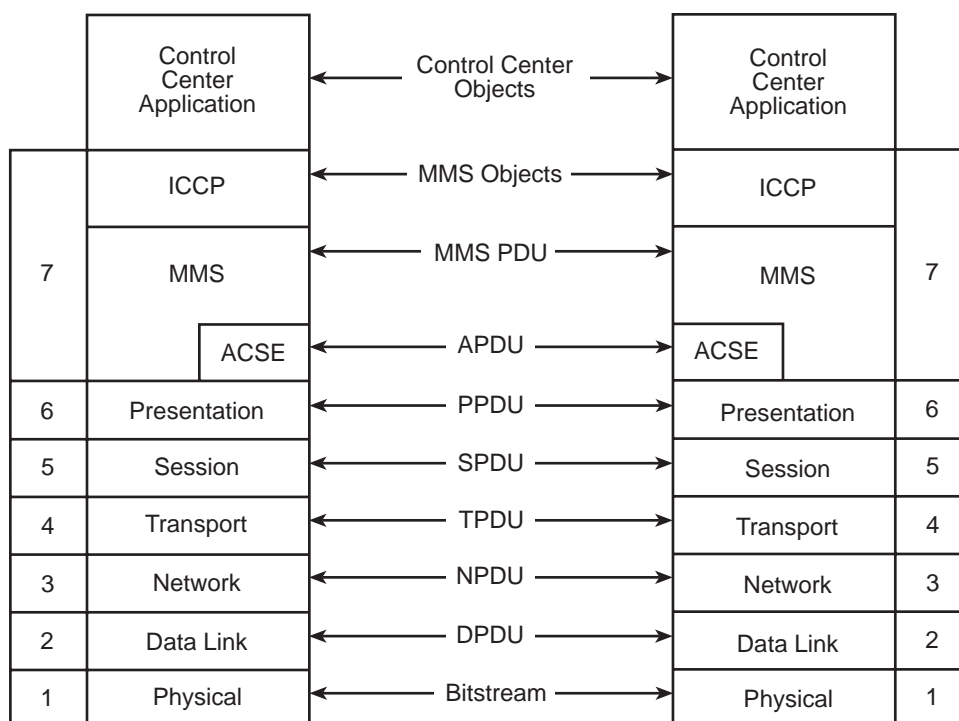 Control
Center
Application
Control Center
Objects
Control
Center
Application
ICCP
MMS Objects
ICCP
7
MMS
MMS PDU
MMS
7
ACSE
APDU
ACSE
6
Presentation
PPDU
Presentation
6
5
Session
SPDU
Session
5
4
Transport
TPDU
Transport
4
3
Network
NPDU
Network
3
2
Data Link
DPDU
Data Link
2
1
Physical
Bitstream
Physical
1